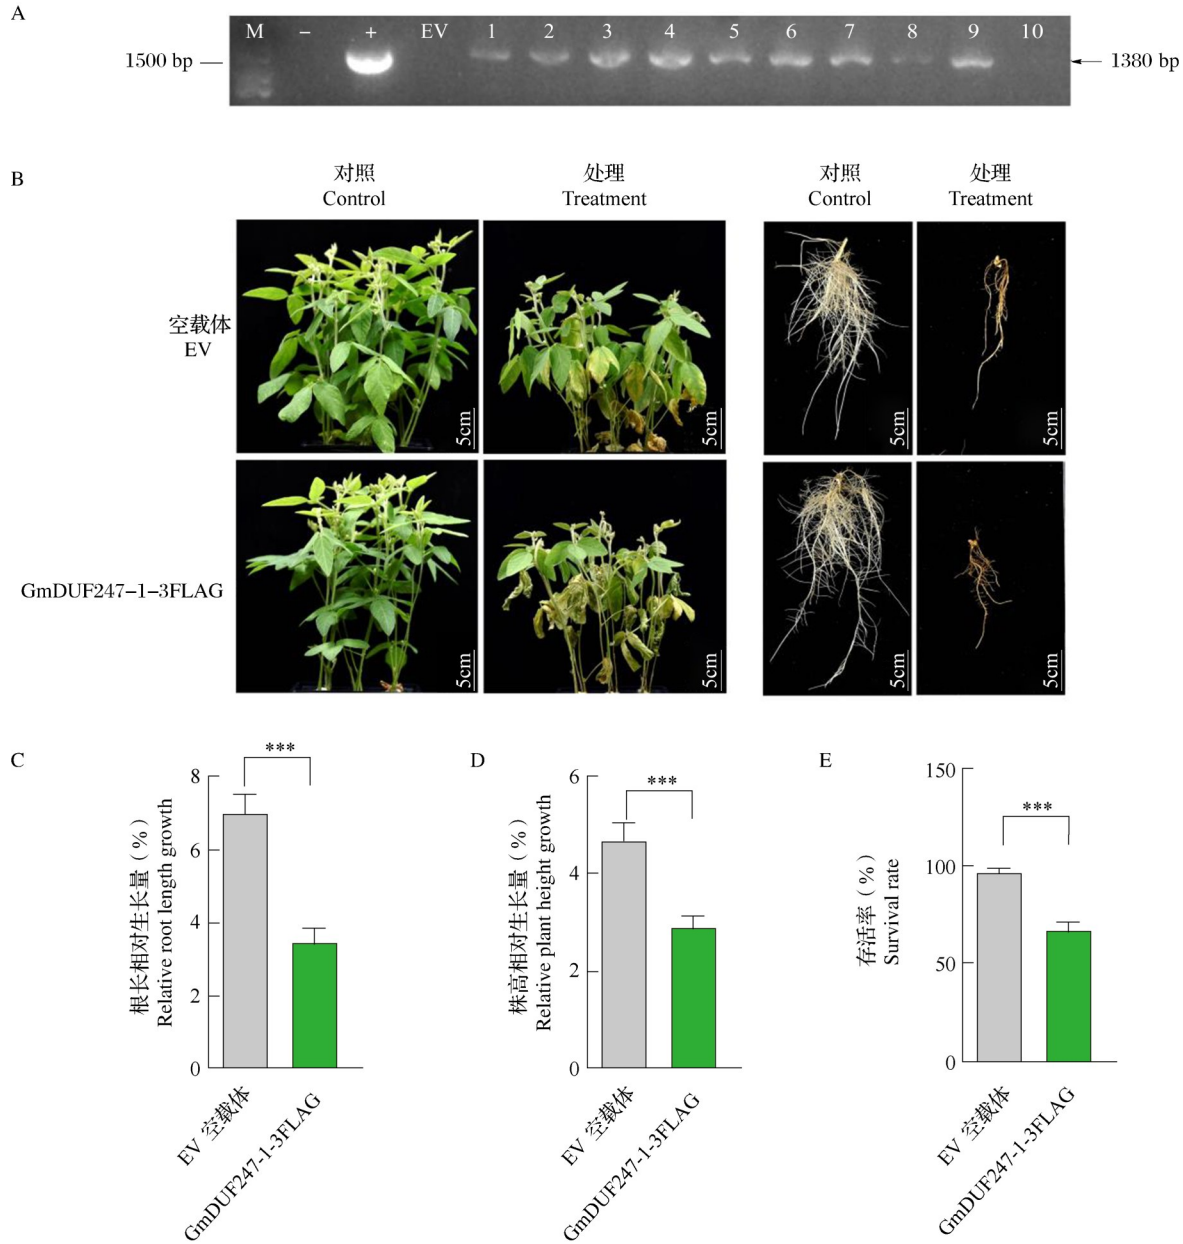 A
M − + EV 1 2 3 4 5 6 7 8 9 10
1500 bp
1380 bp
B
对照
Control
处理
Treatment
对照
Control
处理
Treatment
空载体
EV
5cm
5cm
5cm
5cm
GmDUF247−1−3FLAG
5cm
5cm
5cm
5cm
C
***
根长相对生长量（%）
Relative root length growth
8
6
4
2
0
EV 空载体
GmDUF247-1-3FLAG
D
***
株高相对生长量（%）
Relative plant height growth
6
4
2
0
EV 空载体
GmDUF247-1-3FLAG
E
***
存活率（%）
Survival rate
150
100
50
0
EV 空载体
GmDUF247-1-3FLAG